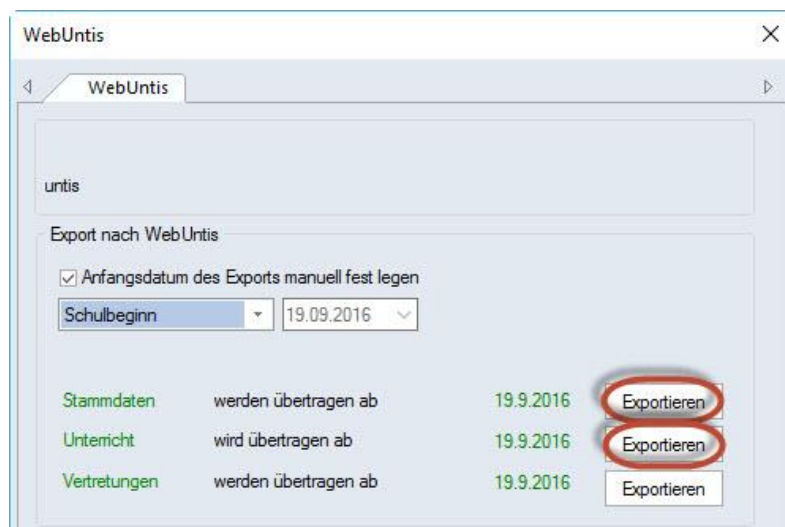 WebUntis
WebUntis
untis
Export nach WebUntis
Anfangsdatum des Exports manuell fest legen
Schulbeginn 19.09.2016
Stammdaten werden übertragen ab 19.9.2016 Exportieren
Unterricht wird übertragen ab 19.9.2016 Exportieren
Vertretungen werden übertragen ab 19.9.2016 Exportieren